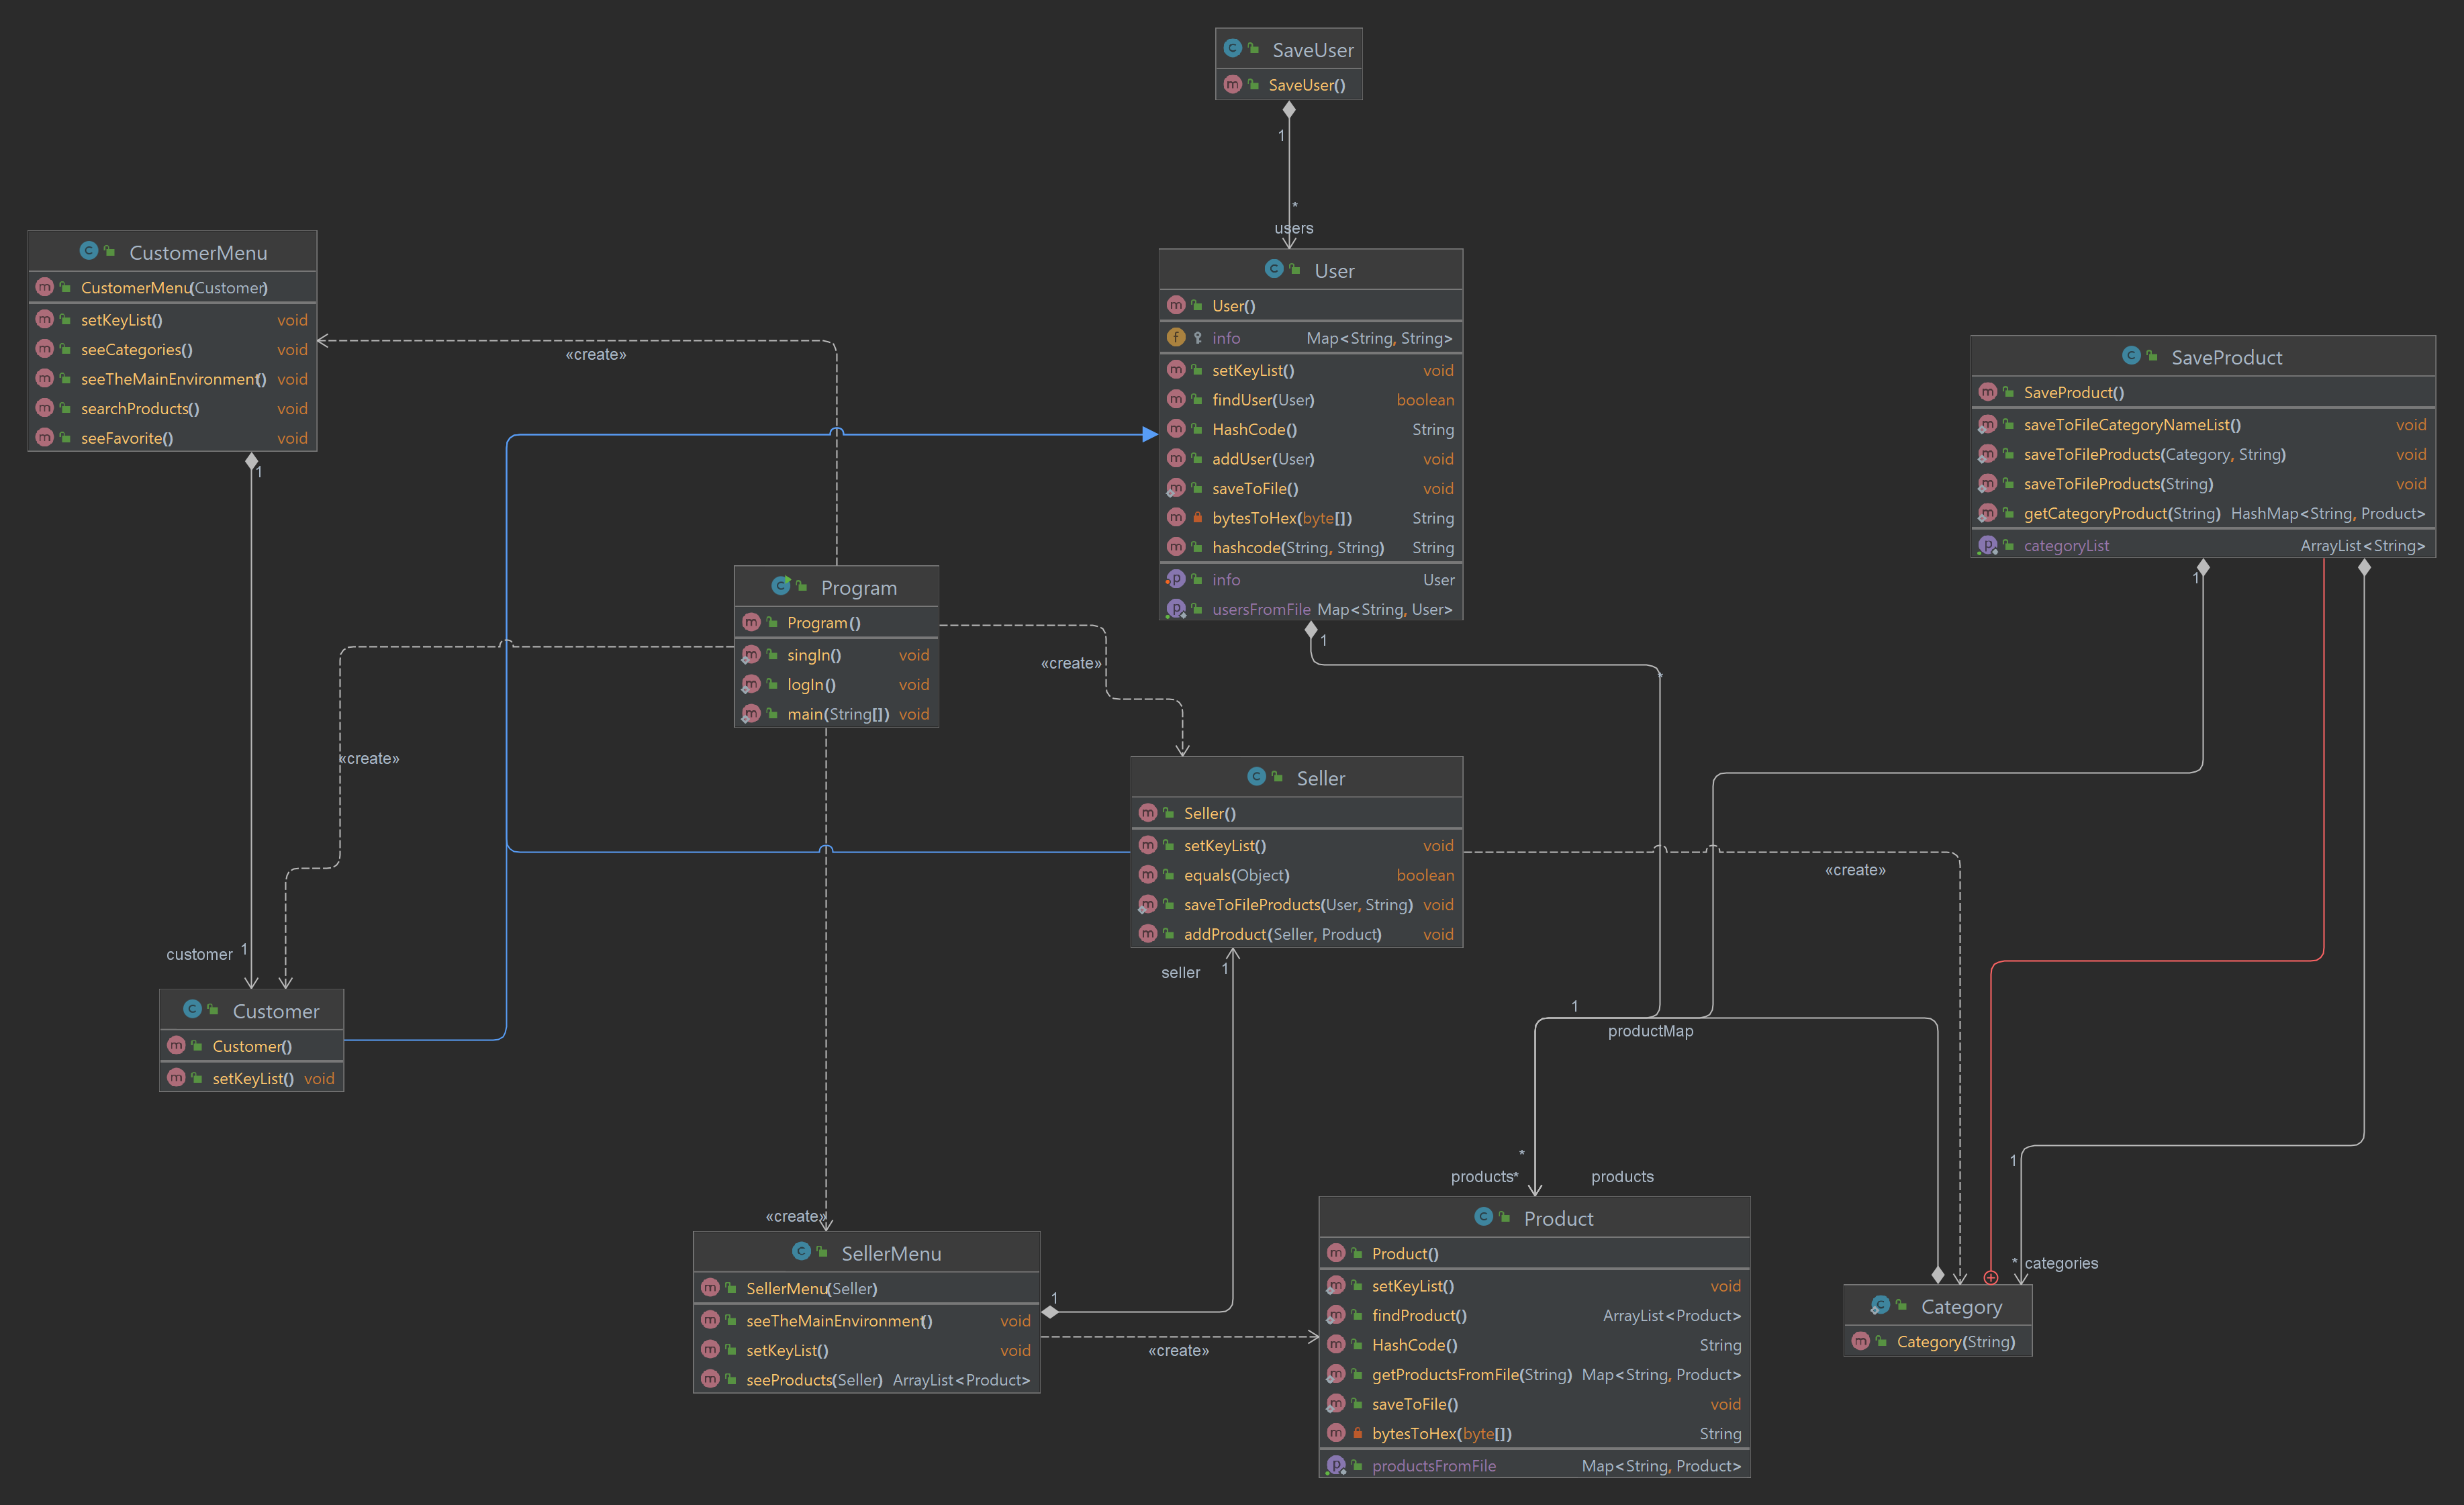 SaveUser
SaveUser()
1
*
users
CustomerMenu
CustomerMenu(Customer)
setKeyList() void
seeCategories() void
seeTheMainEnvironment() void
searchProducts() void
seeFavorite() void
1
«create»
User
User()
info Map<String, String>
setKeyList() void
findUser(User) boolean
HashCode() String
addUser(User) void
saveToFile() void
bytesToHex(byte[]) String
hashcode(String, String) String
info User
usersFromFile Map<String, User>
1
*
SaveProduct
SaveProduct()
saveToFileCategoryNameList() void
saveToFileProducts(Category, String) void
saveToFileProducts(String) void
getCategoryProduct(String) HashMap<String, Product>
categoryList ArrayList<String>
1
Program
Program()
singIn() void
logIn() void
main(String[]) void
«create»
«create»
Seller
Seller()
setKeyList() void
equals(Object) boolean
saveToFileProducts(User, String) void
addProduct(Seller, Product) void
«create»
customer 1
seller 1
Customer
Customer()
setKeyList() void
1
productMap
*
products*
products
1
* categories
«create»
SellerMenu
SellerMenu(Seller)
seeTheMainEnvironment() void
setKeyList() void
seeProducts(Seller) ArrayList<Product>
1
«create»
Product
Product()
setKeyList() void
findProduct() ArrayList<Product>
HashCode() String
getProductsFromFile(String) Map<String, Product>
saveToFile() void
bytesToHex(byte[]) String
productsFromFile Map<String, Product>
Category
Category(String)